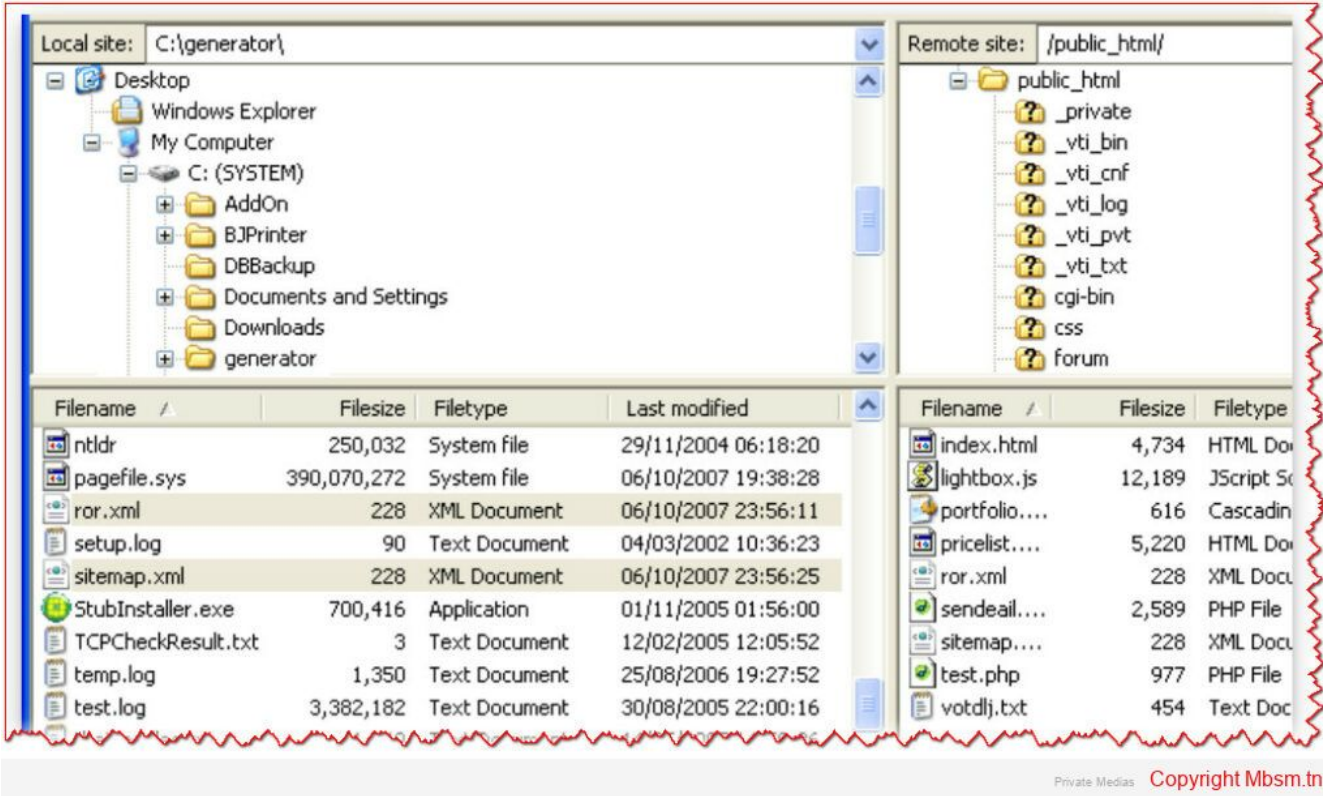 Local site: C:\generator\
Desktop
Windows Explorer
My Computer
C: (SYSTEM)
AddOn
BJPrinter
DBBackup
Documents and Settings
Downloads
generator
Remote site: /public_html/
public_html
_private
_vti_bin
_vti_cnf
_vti_log
_vti_pvt
_vti_txt
cgi-bin
css
forum
Filename Filesize Filetype Last modified
ntldr 250,032 System file 29/11/2004 06:18:20
pagefile.sys 390,070,272 System file 06/10/2007 19:38:28
ror.xml 228 XML Document 06/10/2007 23:56:11
setup.log 90 Text Document 04/03/2002 10:36:23
sitemap.xml 228 XML Document 06/10/2007 23:56:25
StubInstaller.exe 700,416 Application 01/11/2005 01:56:00
TCPCheckResult.txt 3 Text Document 12/02/2005 12:05:52
temp.log 1,350 Text Document 25/08/2006 19:27:52
test.log 3,382,182 Text Document 30/08/2005 22:00:16
Filename Filesize Filetype
index.html 4,734 HTML Do
lightbox.js 12,189 JScript Sc
portfolio.... 616 Cascadin
pricelist.... 5,220 HTML Do
ror.xml 228 XML Docu
sendeail.... 2,589 PHP File
sitemap.... 228 XML Docu
test.php 977 PHP File
votdlj.txt 454 Text Doc
Private Medias Copyright Mbsm.tn